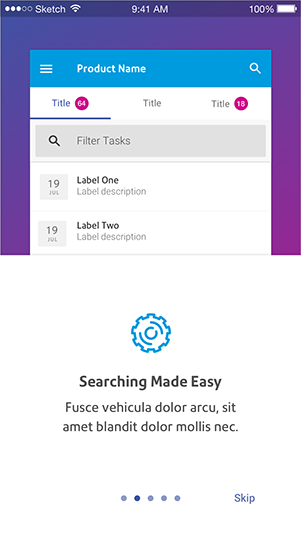 Sketch 9:41 AM 100%
Product Name
Title 64 Title Title 18
Filter Tasks
19 Label One
JUL Label description
19 Label Two
JUL Label description
Searching Made Easy
Fusce vehicula dolor arcu, sit
amet blandit dolor mollis nec.
Skip